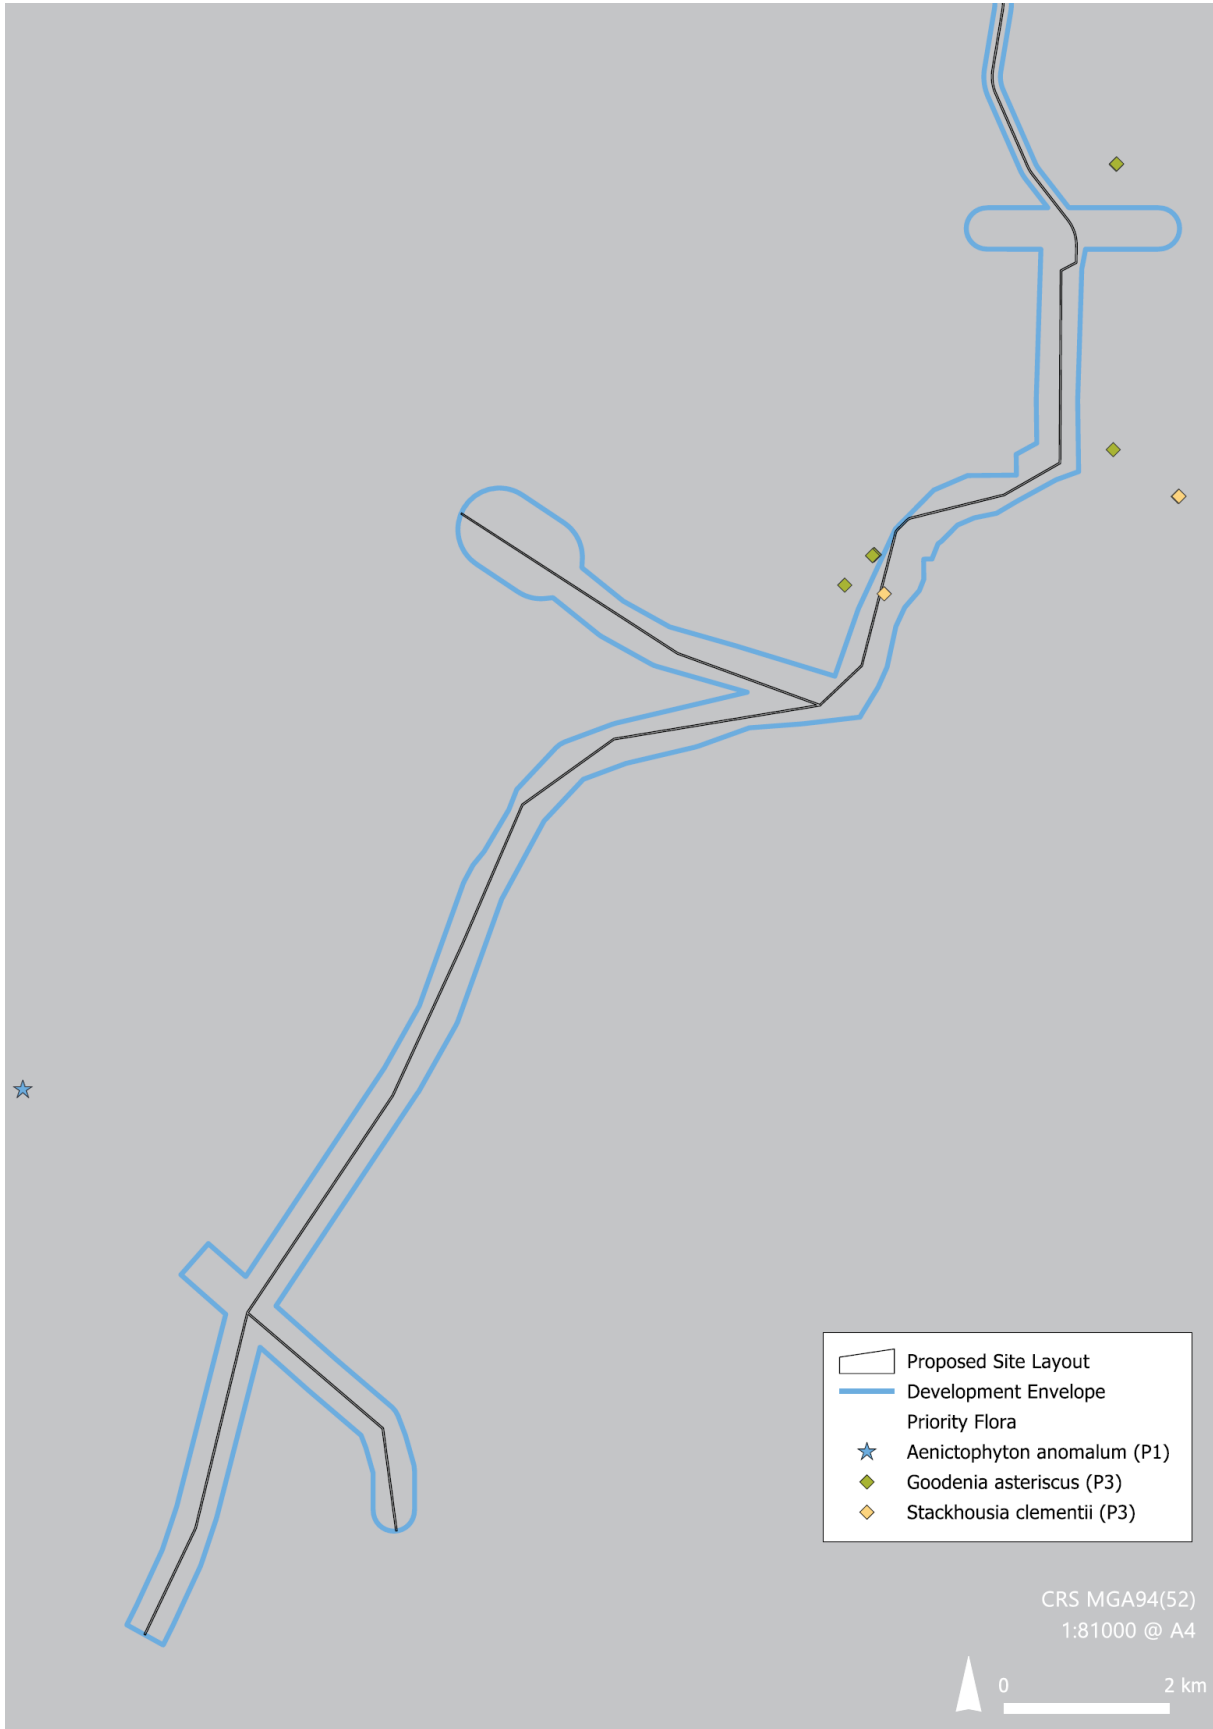 Proposed Site Layout
Development Envelope
Priority Flora
Aenictophyton anomalum (P1)
Goodenia asteriscus (P3)
Stackhousia clementii (P3)
CRS MGA94(52)
1:81000 @ A4
0 2 km